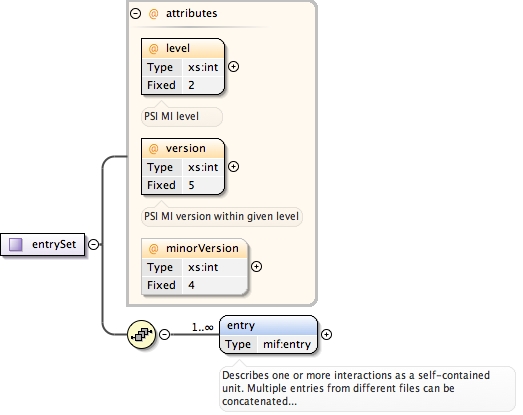 @ attributes
@ level
Type xs:int
Fixed 2
PSI MI level
@ version
Type xs:int
Fixed 5
PSI MI version within given level
@ minorVersion
Type xs:int
Fixed 4
entrySet
1..∞
entry
Type mif:entry
Describes one or more interactions as a self-contained
unit. Multiple entries from different files can be
concatenated...